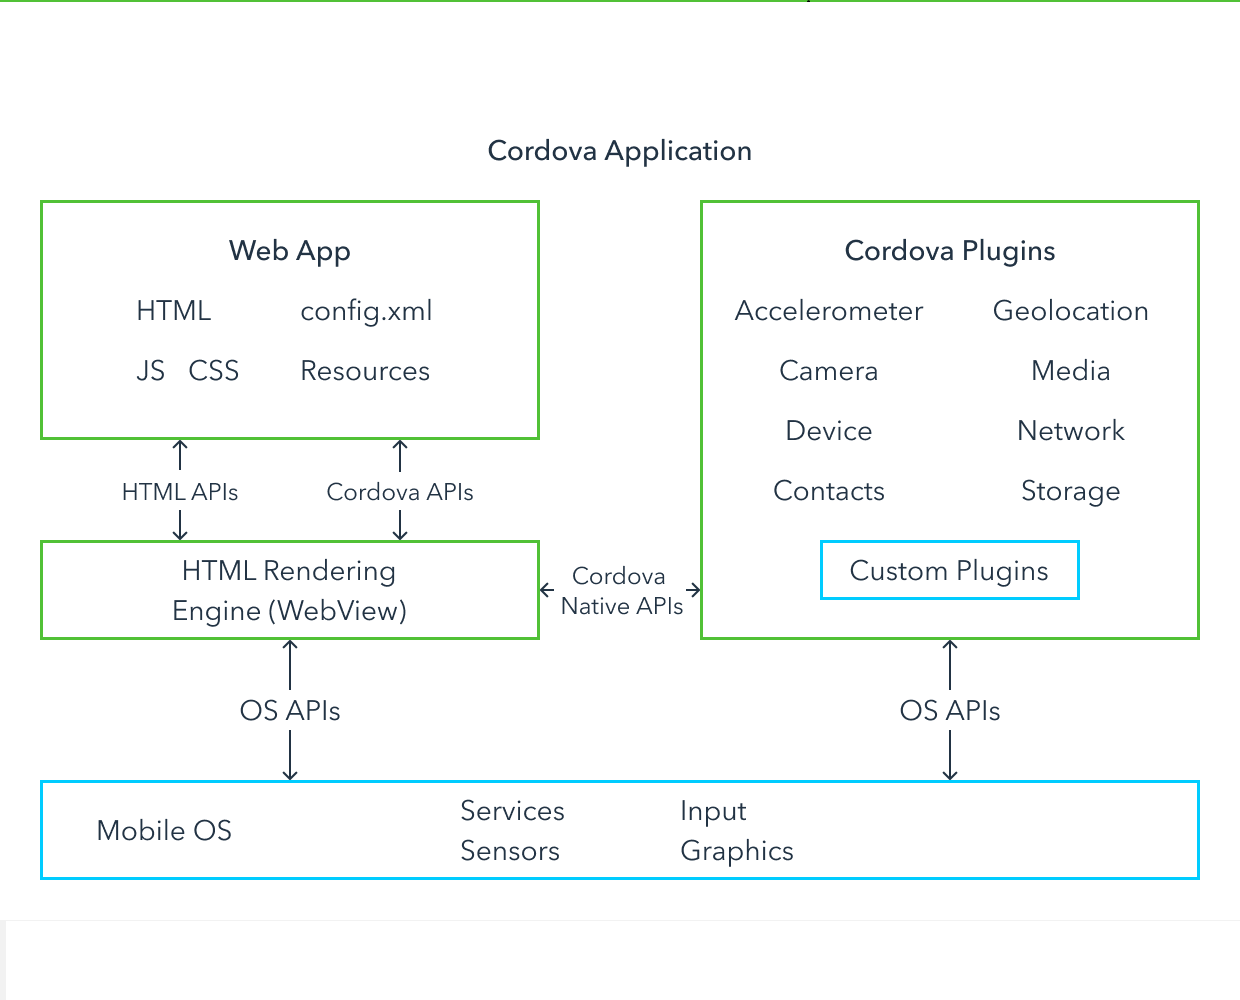 Cordova Application
Web App
HTML config.xml
JS CSS Resources
HTML APIs Cordova APIs
HTML Rendering
Engine (WebView)
Cordova
Native APIs
Cordova Plugins
Accelerometer Geolocation
Camera Media
Device Network
Contacts Storage
Custom Plugins
OS APIs OS APIs
Mobile OS
Services Input
Sensors Graphics